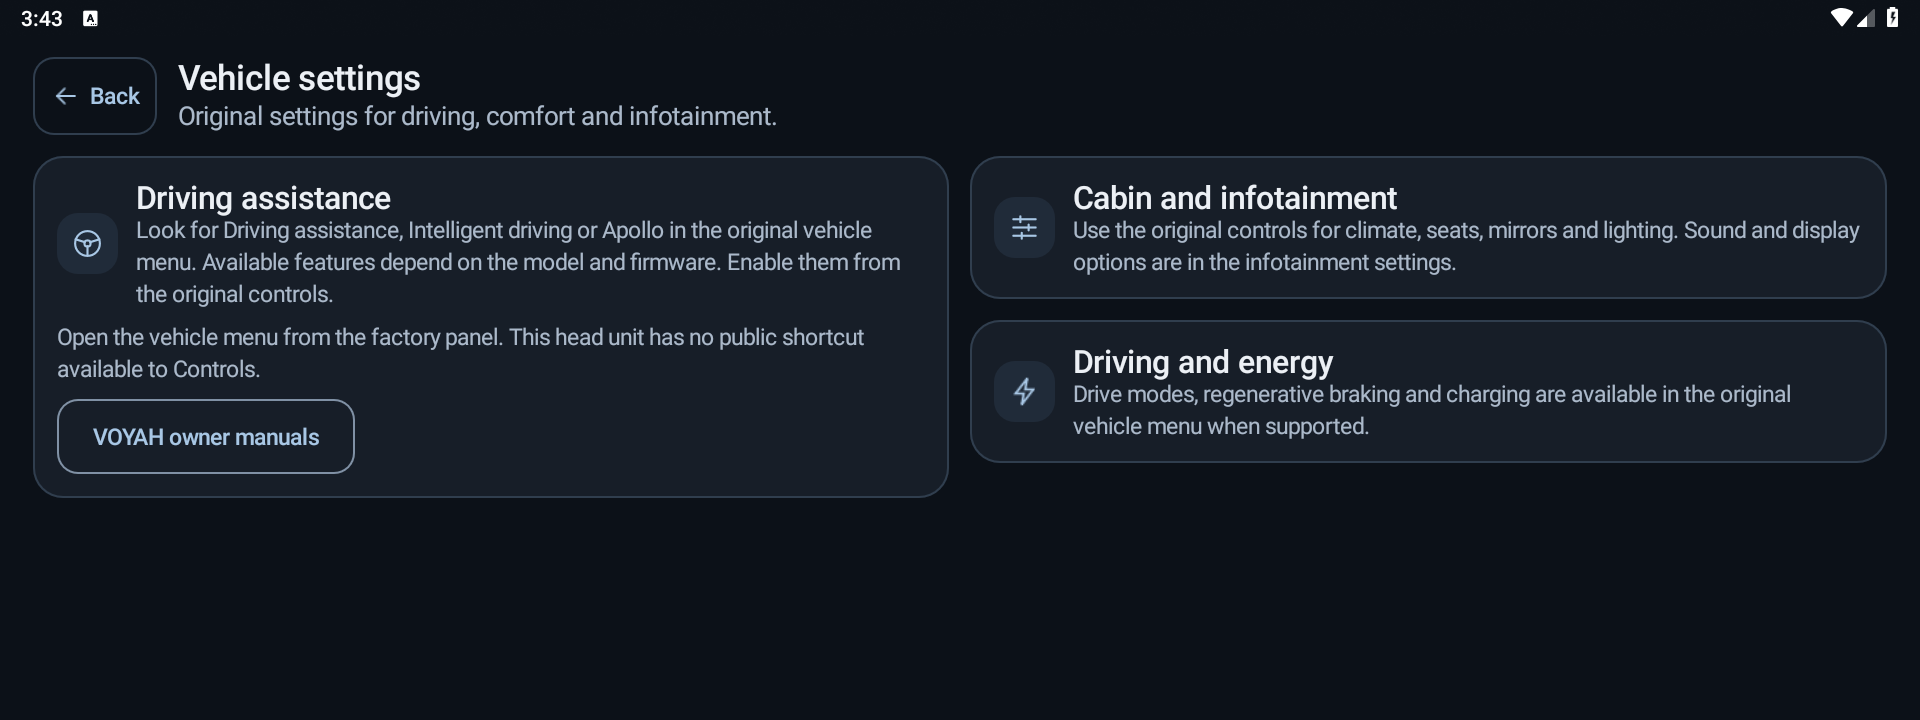 3:43
Back
Vehicle settings
Original settings for driving, comfort and infotainment.
Driving assistance
Look for Driving assistance, Intelligent driving or Apollo in the original vehicle
menu. Available features depend on the model and firmware. Enable them from
the original controls.
Open the vehicle menu from the factory panel. This head unit has no public shortcut
available to Controls.
VOYAH owner manuals
Cabin and infotainment
Use the original controls for climate, seats, mirrors and lighting. Sound and display
options are in the infotainment settings.
Driving and energy
Drive modes, regenerative braking and charging are available in the original
vehicle menu when supported.